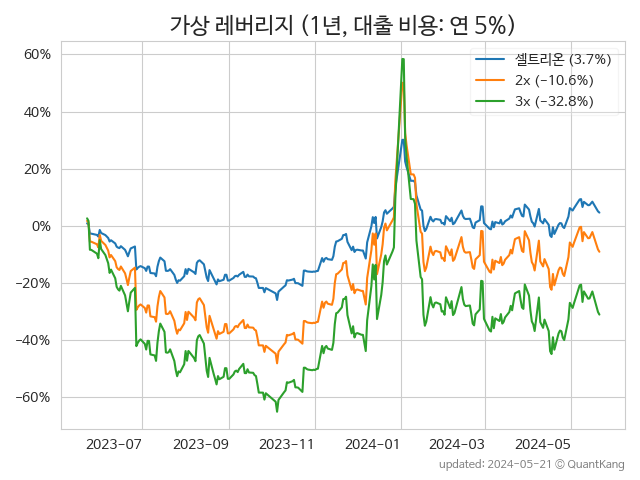 가상 레버리지 (1년, 대출 비용: 연 5%)
셀트리온 (3.7%)
2x (−10.6%)
3x (−32.8%)
60%
40%
20%
0%
−20%
−40%
−60%
2023−07
2023−09
2023−11
2024−01
2024−03
2024−05
updated: 2024-05-21 © QuantKang